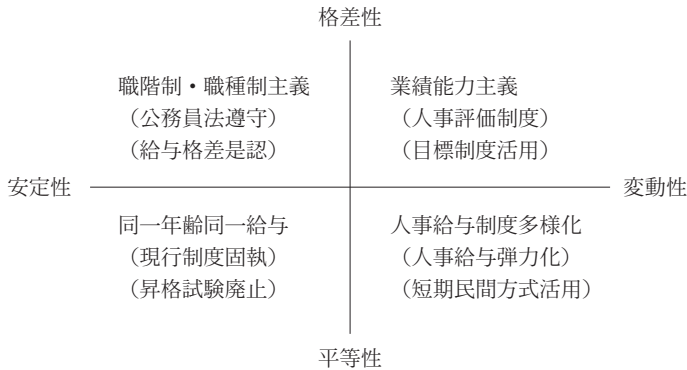 格差性
職階制・職種制主義
（公務員法遵守）
（給与格差是認）
業績能力主義
（人事評価制度）
（目標制度活用）
安定性
変動性
同一年齢同一給与
（現行制度固執）
（昇格試験廃止）
人事給与制度多様化
（人事給与弾力化）
（短期民間方式活用）
平等性